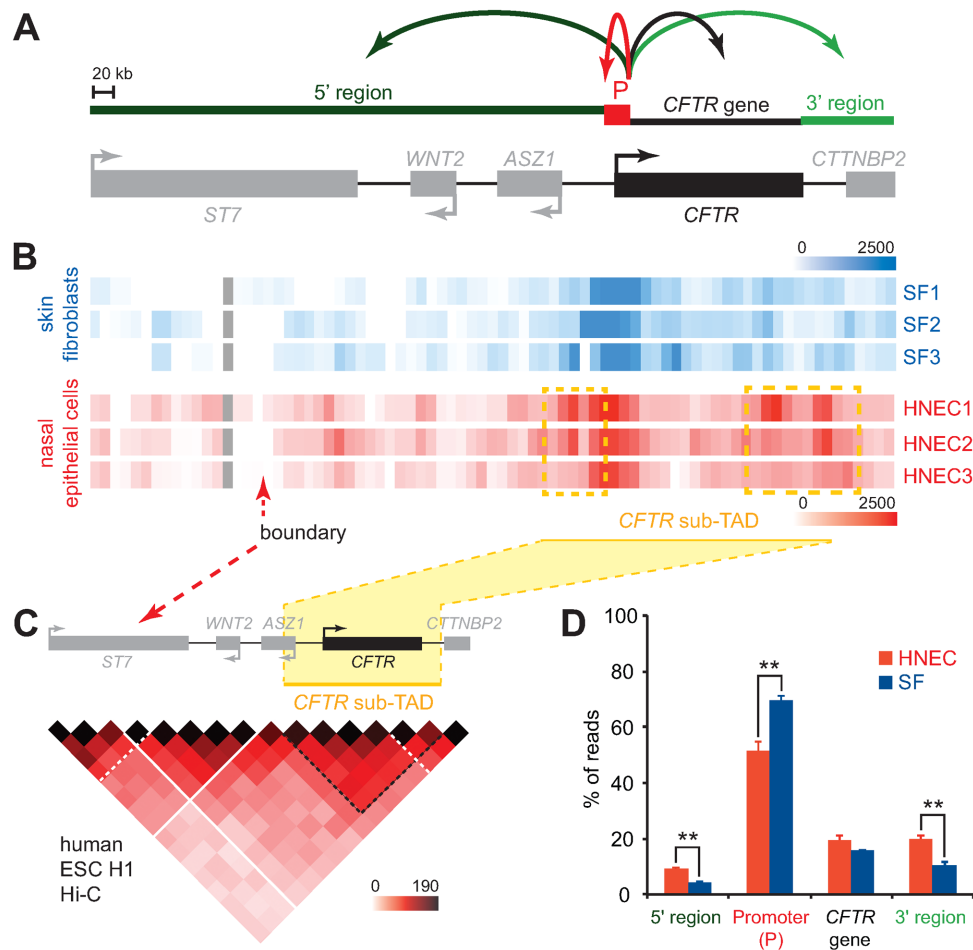 A
20 kb
5' region
P
CFTR gene
3' region
WNT2
ASZ1
CTTNBP2
ST7
CFTR
B
0 2500
skin
fibroblasts
SF1
SF2
SF3
nasal
epithelial cells
HNEC1
HNEC2
HNEC3
boundary
CFTR sub-TAD
0 2500
C
WNT2
ASZ1
CTTNBP2
ST7
CFTR
CFTR sub-TAD
human
ESC H1
Hi-C
0 190
D
% of reads
100
80
60
40
20
0
HNEC
SF
**
**
**
5' region
Promoter
(P)
CFTR
gene
3' region